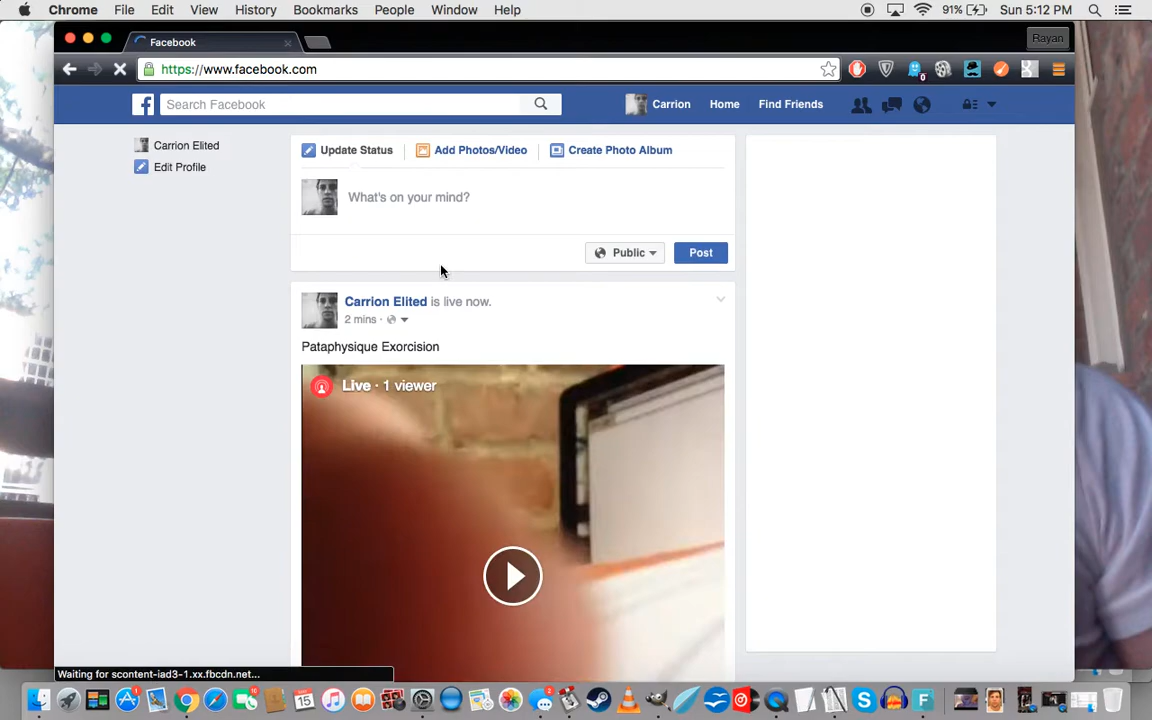 Chrome File Edit View History Bookmarks People Window Help 91% Sun 5:12 PM
Facebook Rayan
https://www.facebook.com
Search Facebook Carrion Home Find Friends
Carrion Elited
Edit Profile
Update Status Add Photos/Video Create Photo Album
What's on your mind?
Public Post
Carrion Elited is live now.
2 mins
Pataphysique Exorcision
Live · 1 viewer
Waiting for scontent-iad3-1.xx.fbcdn.net...